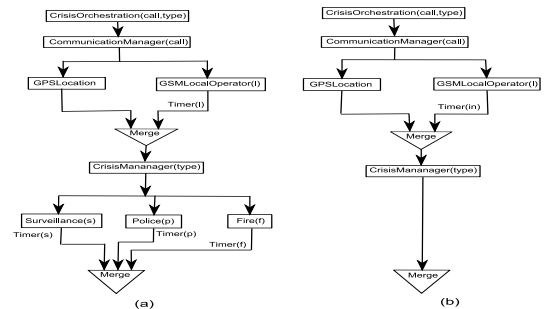 CrisisOrchestration(call,type)
CommunicationManager(call)
GPSLocation
GSMLocalOperator(l)
Timer(l)
Merge
CrisisMananager(type)
Surveillance(s)
Police(p)
Fire(f)
Timer(s)
Timer(p)
Timer(f)
Merge
(a)
CrisisOrchestration(call,type)
CommunicationManager(call)
GPSLocation
GSMLocalOperator(l)
Timer(in)
Merge
CrisisMananager(type)
Merge
(b)